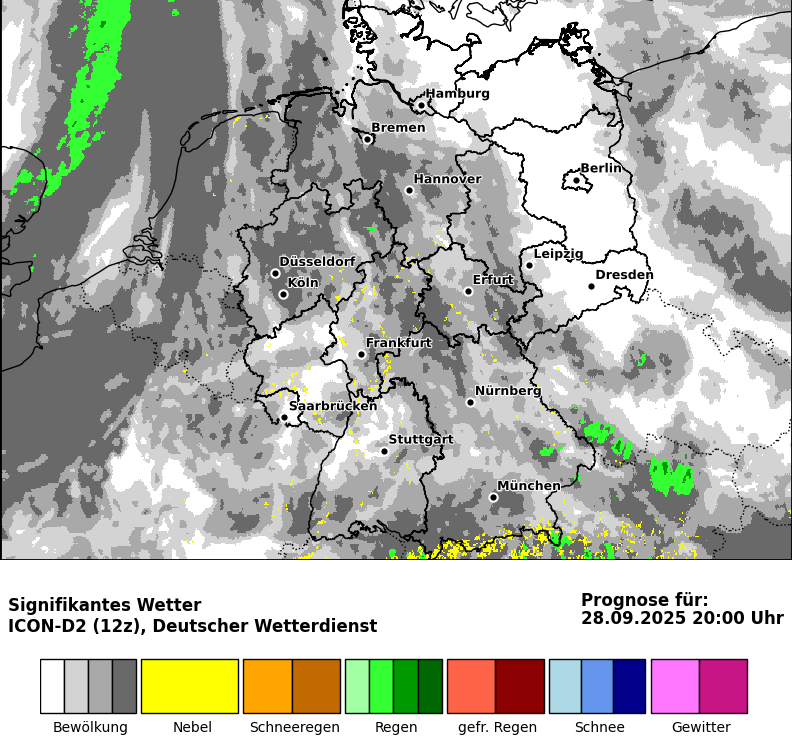 Hamburg
Bremen
Berlin
Hannover
Leipzig
Düsseldorf
Dresden
Köln
Erfurt
Frankfurt
Nürnberg
Saarbrücken
Stuttgart
München
Signifikantes Wetter
ICON-D2 (12z), Deutscher Wetterdienst
Prognose für:
28.09.2025 20:00 Uhr
Bewölkung Nebel Schneeregen Regen gefr. Regen Schnee Gewitter